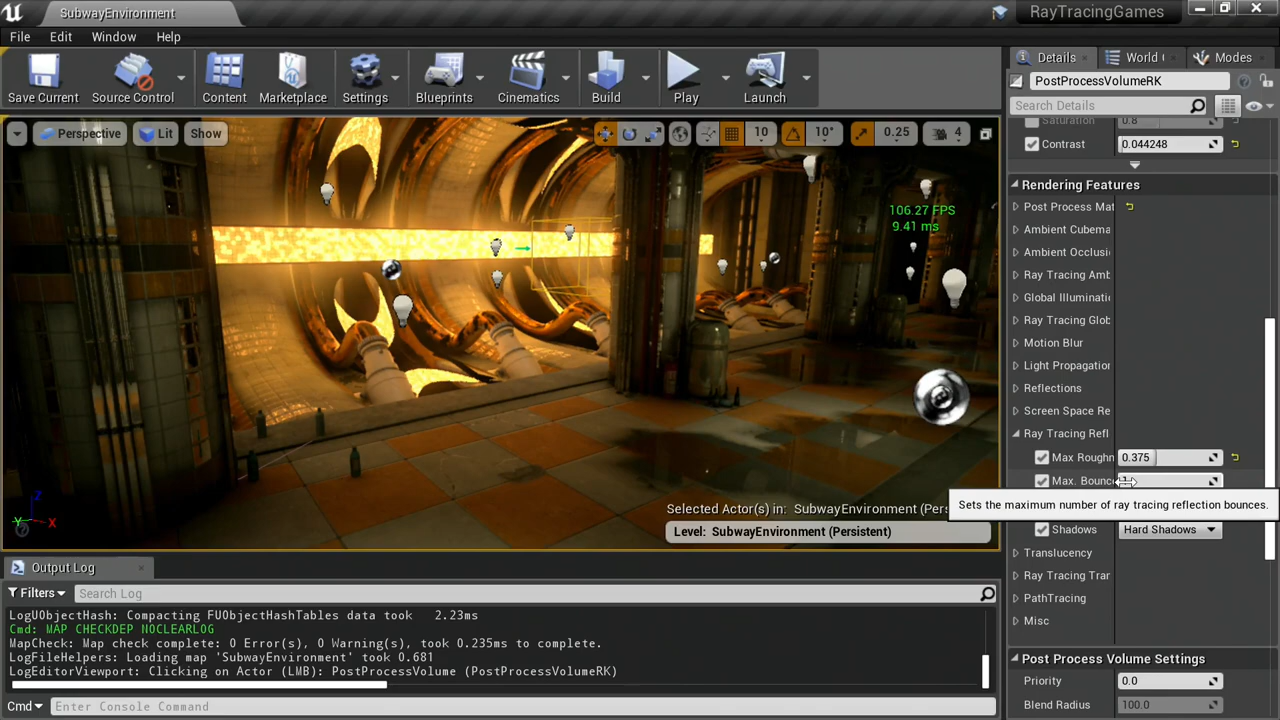 SubwayEnvironment
RayTracingGames
File Edit Window Help
Save Current
Source Control
Content
Marketplace
Settings
Blueprints
Cinematics
Build
Play
Launch
Perspective
Lit
Show
10
10°
0.25
4
106.27 FPS
9.41 ms
X
Y
Z
Selected Actor(s) in: SubwayEnvironment (Pers
Level: SubwayEnvironment (Persistent)
Details
World
Modes
PostProcessVolumeRK
Search Details
Saturation 0.8
Contrast 0.044248
Rendering Features
Post Process Mat
Ambient Cubema
Ambient Occlusi
Ray Tracing Amb
Global Illuminati
Ray Tracing Glob
Motion Blur
Light Propagation
Reflections
Screen Space Re
Ray Tracing Refl
Max Roughn 0.375
Max. Bounce
Sets the maximum number of ray tracing reflection bounces.
Shadows Hard Shadows
Translucency
Ray Tracing Tran
PathTracing
Misc
Post Process Volume Settings
Priority 0.0
Blend Radius 100.0
Output Log
Filters
Search Log
LogUObjectHash: Compacting FUObjectHashTables data took 2.23ms
Cmd: MAP CHECKDEP NOCLEARLOG
MapCheck: Map check complete: 0 Error(s), 0 Warning(s), took 0.235ms to complete.
LogFileHelpers: Loading map 'SubwayEnvironment' took 0.681
LogEditorViewport: Clicking on Actor (LMB): PostProcessVolume (PostProcessVolumeRK)
Cmd
Enter Console Command